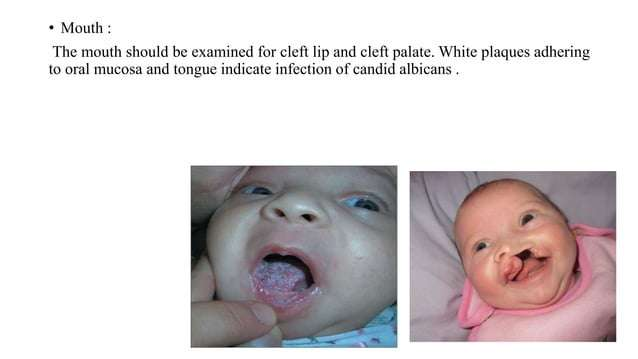 • Mouth :
The mouth should be examined for cleft lip and cleft palate. White plaques adhering
to oral mucosa and tongue indicate infection of candid albicans .